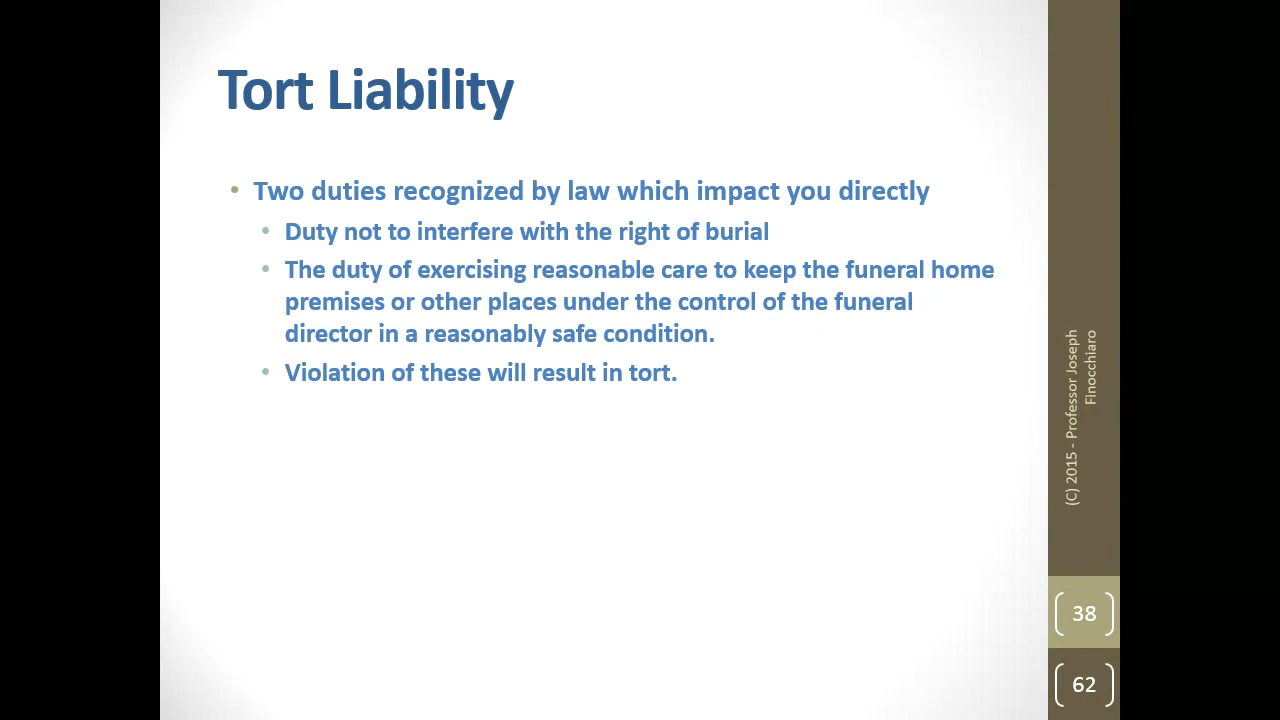 Tort Liability
• Two duties recognized by law which impact you directly
• Duty not to interfere with the right of burial
• The duty of exercising reasonable care to keep the funeral home
premises or other places under the control of the funeral
director in a reasonably safe condition.
• Violation of these will result in tort.
(C) 2015 - Professor Joseph
Finocchiaro
38
62